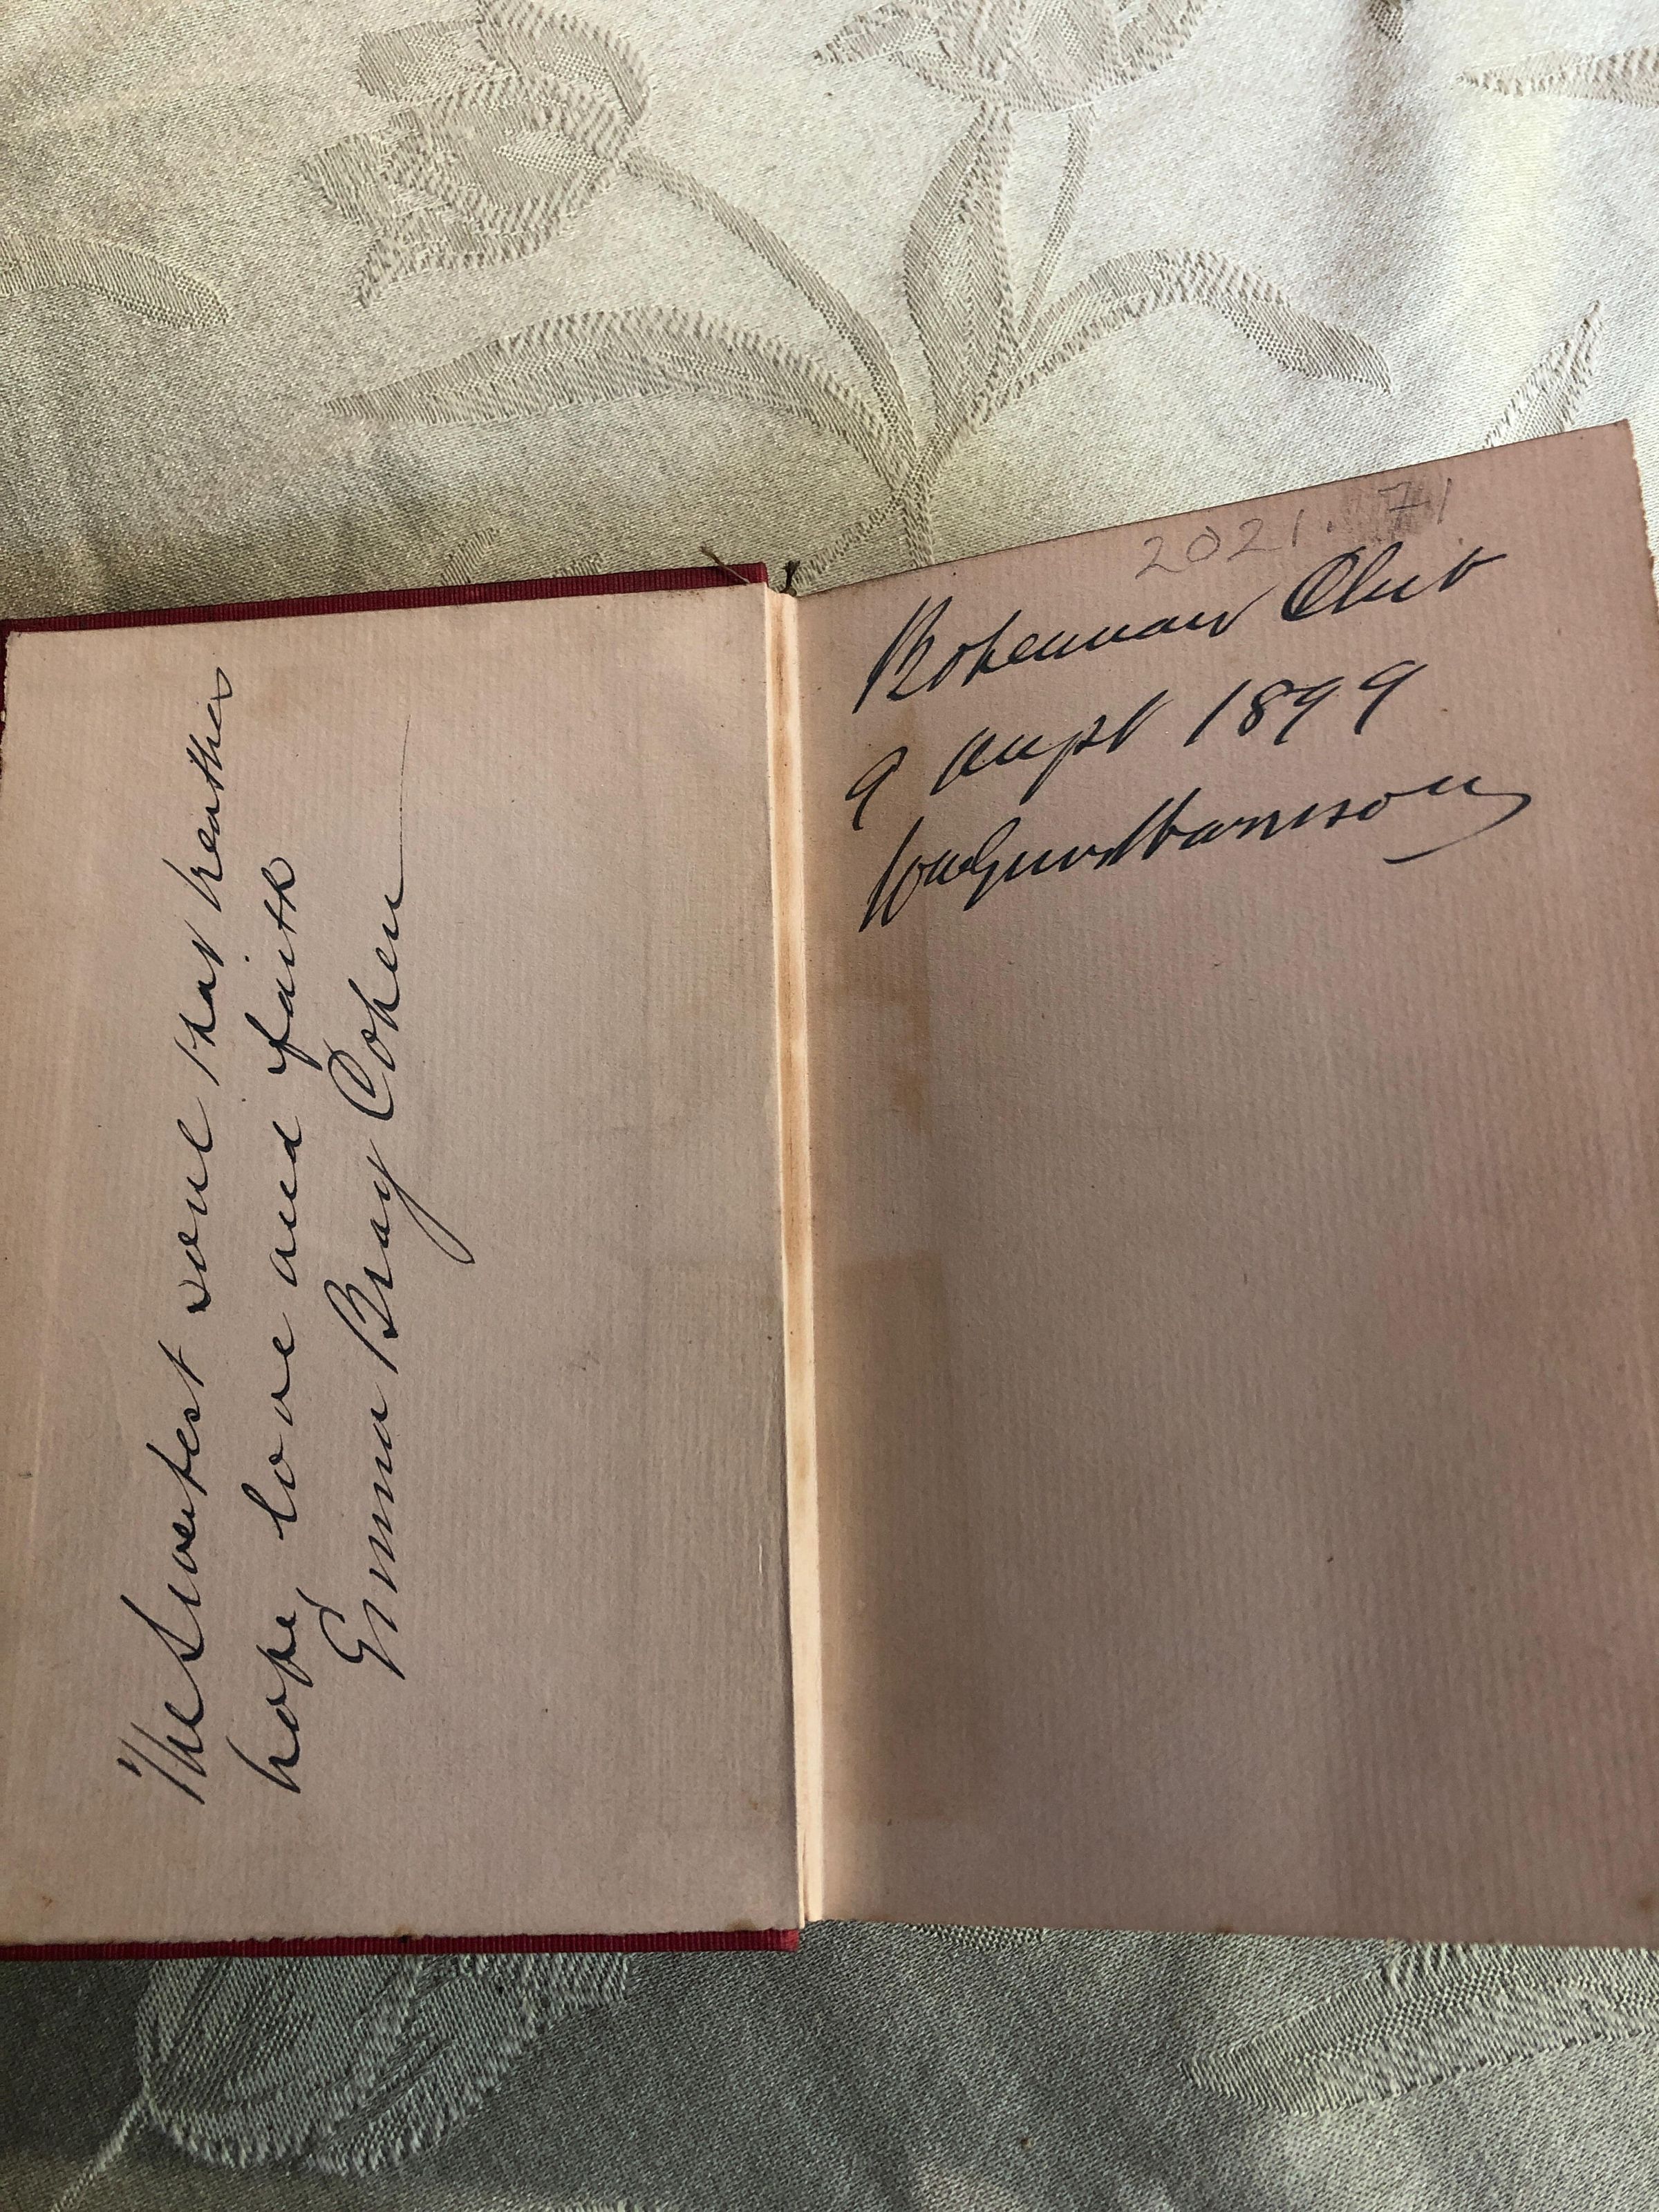 The Sweetest soul that breathes
hope, love and faith
Emma Bray Cohen
2021. 71
Bohemian Club
9 Augst 1899
Wm Greer Harrison